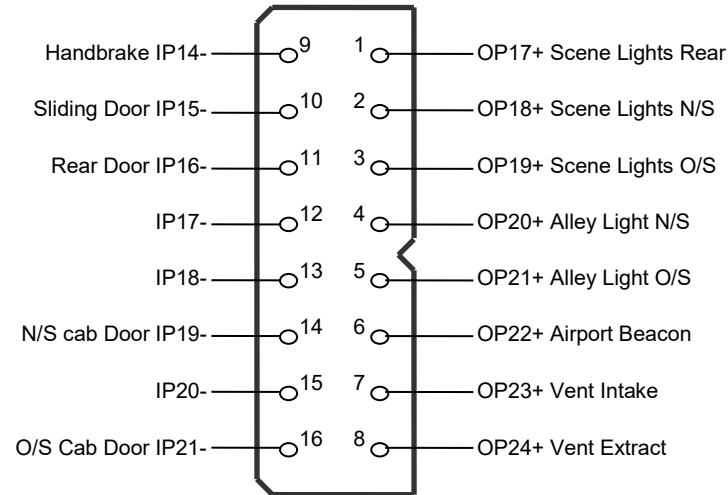 Handbrake IP14- 9 1 OP17+ Scene Lights Rear
Sliding Door IP15- 10 2 OP18+ Scene Lights N/S
Rear Door IP16- 11 3 OP19+ Scene Lights O/S
IP17- 12 4 OP20+ Alley Light N/S
IP18- 13 5 OP21+ Alley Light O/S
N/S cab Door IP19- 14 6 OP22+ Airport Beacon
IP20- 15 7 OP23+ Vent Intake
O/S Cab Door IP21- 16 8 OP24+ Vent Extract